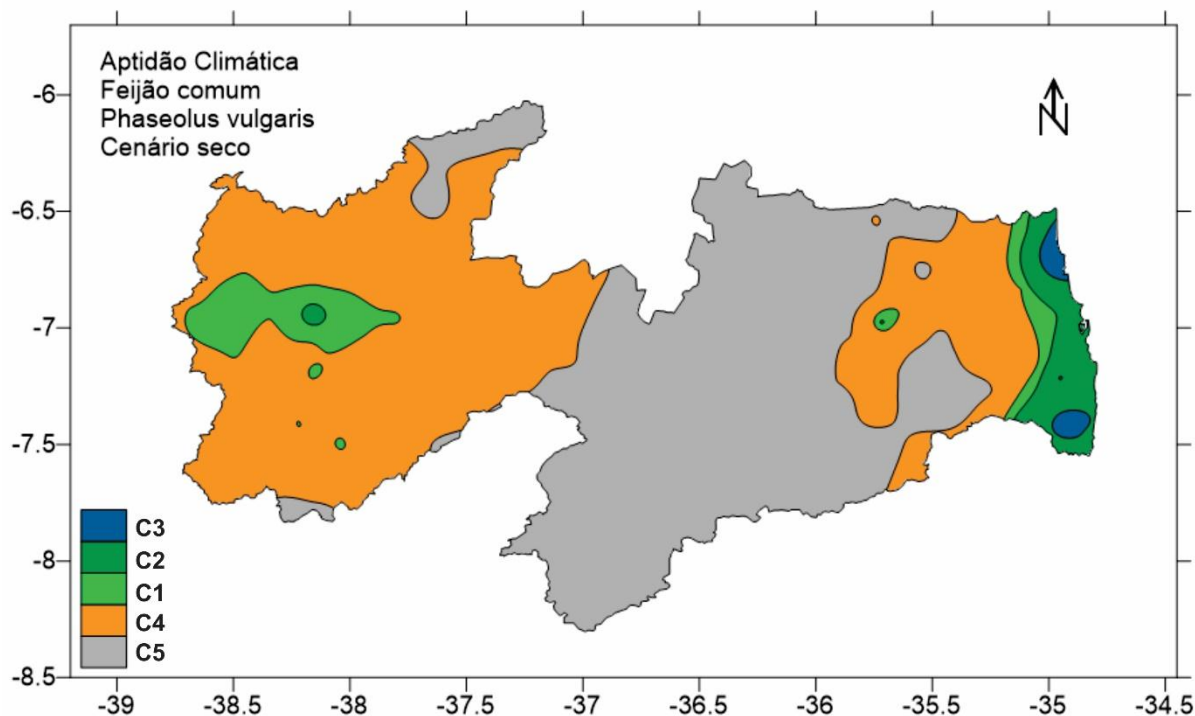 Aptidão Climática
Feijão comum
Phaseolus vulgaris
Cenário seco
N
-6
-6.5
-7
-7.5
-8
-8.5
C3
C2
C1
C4
C5
-39
-38.5
-38
-37.5
-37
-36.5
-36
-35.5
-35
-34.5